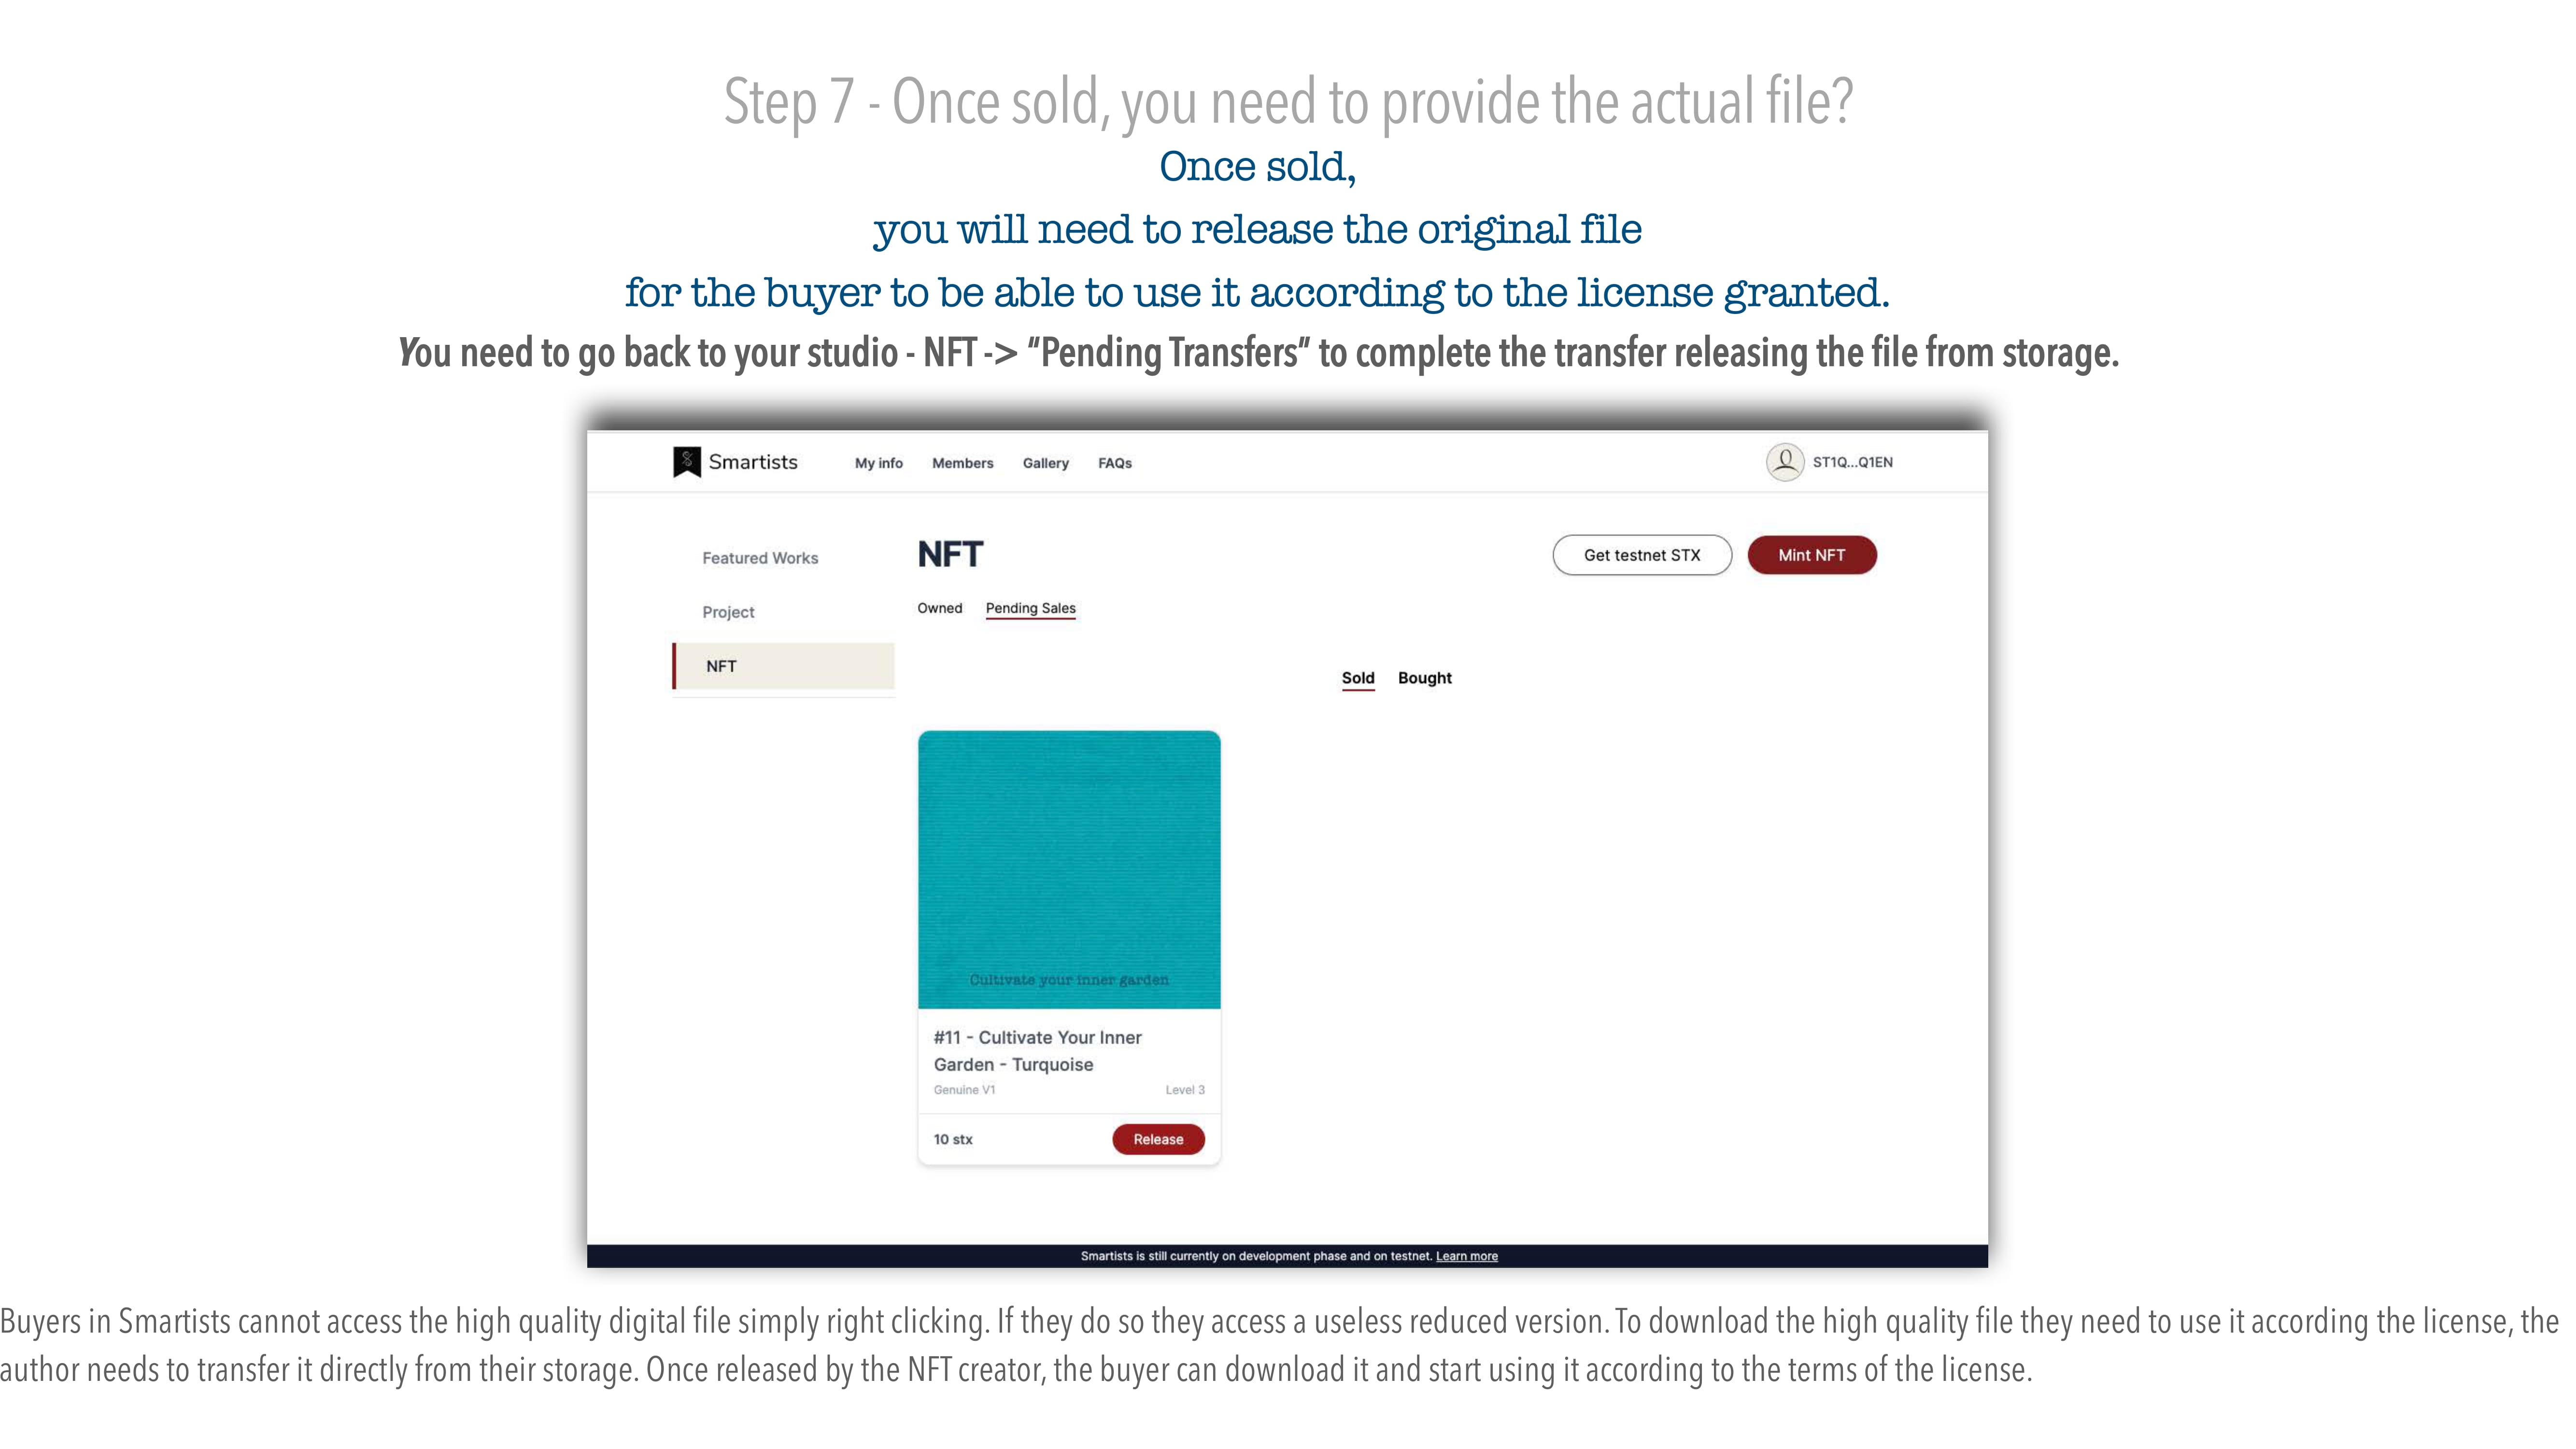 Step 7 - Once sold, you need to provide the actual file?
Once sold,
you will need to release the original file
for the buyer to be able to use it according to the license granted.
You need to go back to your studio - NFT -> “Pending Transfers” to complete the transfer releasing the file from storage.
Smartists My info Members Gallery FAQs ST1Q...Q1EN
Featured Works
Project
NFT
NFT
Get testnet STX Mint NFT
Owned Pending Sales
Sold Bought
Cultivate your inner garden
#11 - Cultivate Your Inner
Garden - Turquoise
Genuine V1 Level 3
10 stx Release
Smartists is still currently on development phase and on testnet. Learn more
Buyers in Smartists cannot access the high quality digital file simply right clicking. If they do so they access a useless reduced version. To download the high quality file they need to use it according the license, the
author needs to transfer it directly from their storage. Once released by the NFT creator, the buyer can download it and start using it according to the terms of the license.